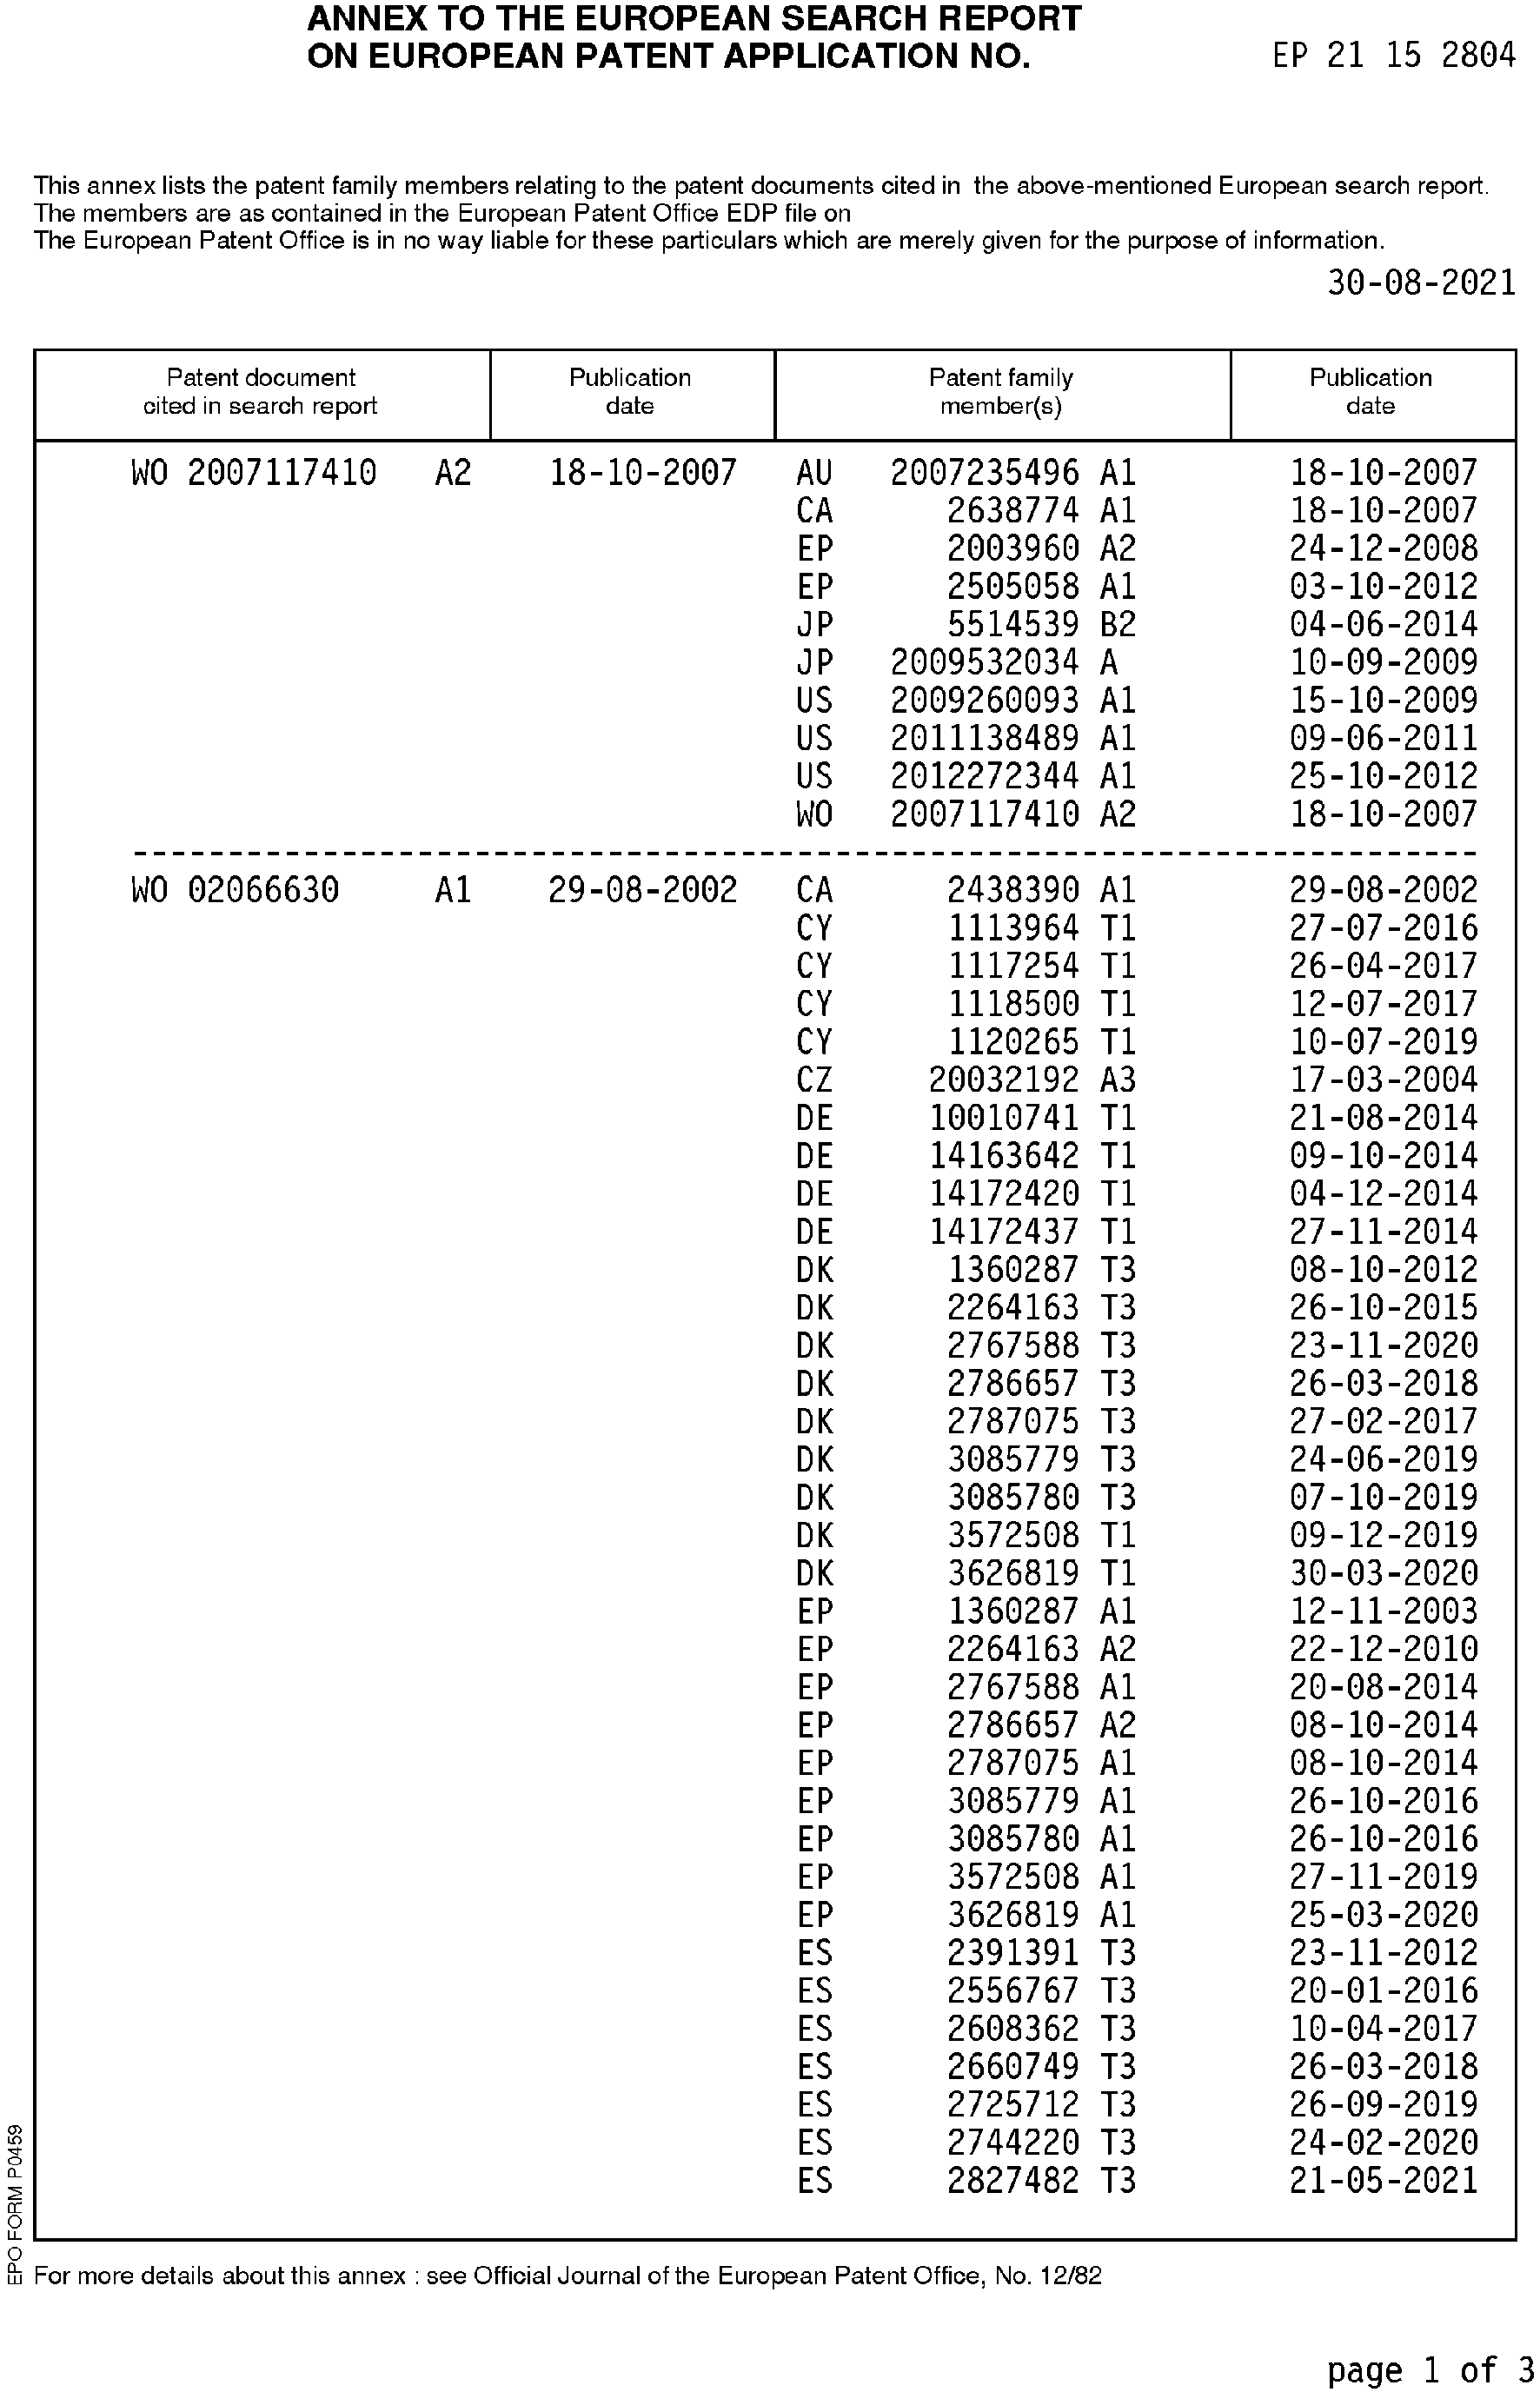 ANNEX TO THE EUROPEAN SEARCH REPORT
ON EUROPEAN PATENT APPLICATION NO. EP 21 15 2804
This annex lists the patent family members relating to the patent documents cited in the above-mentioned European search report.
The members are as contained in the European Patent Office EDP file on
The European Patent Office is in no way liable for these particulars which are merely given for the purpose of information.
30-08-2021
Patent document Publication Patent family Publication
cited in search report date member(s) date
WO 2007117410 A2 18-10-2007 AU 2007235496 A1 18-10-2007
CA 2638774 A1 18-10-2007
EP 2003960 A2 24-12-2008
EP 2505058 A1 03-10-2012
JP 5514539 B2 04-06-2014
JP 2009532034 A 10-09-2009
US 2009260093 A1 15-10-2009
US 2011138489 A1 09-06-2011
US 2012272344 A1 25-10-2012
WO 2007117410 A2 18-10-2007
WO 02066630 A1 29-08-2002 CA 2438390 A1 29-08-2002
CY 1113964 T1 27-07-2016
CY 1117254 T1 26-04-2017
CY 1118500 T1 12-07-2017
CY 1120265 T1 10-07-2019
CZ 20032192 A3 17-03-2004
DE 10010741 T1 21-08-2014
DE 14163642 T1 09-10-2014
DE 14172420 T1 04-12-2014
DE 14172437 T1 27-11-2014
DK 1360287 T3 08-10-2012
DK 2264163 T3 26-10-2015
DK 2767588 T3 23-11-2020
DK 2786657 T3 26-03-2018
DK 2787075 T3 27-02-2017
DK 3085779 T3 24-06-2019
DK 3085780 T3 07-10-2019
DK 3572508 T1 09-12-2019
DK 3626819 T1 30-03-2020
EP 1360287 A1 12-11-2003
EP 2264163 A2 22-12-2010
EP 2767588 A1 20-08-2014
EP 2786657 A2 08-10-2014
EP 2787075 A1 08-10-2014
EP 3085779 A1 26-10-2016
EP 3085780 A1 26-10-2016
EP 3572508 A1 27-11-2019
EP 3626819 A1 25-03-2020
ES 2391391 T3 23-11-2012
ES 2556767 T3 20-01-2016
ES 2608362 T3 10-04-2017
ES 2660749 T3 26-03-2018
ES 2725712 T3 26-09-2019
ES 2744220 T3 24-02-2020
ES 2827482 T3 21-05-2021
EPO FORM P0459
For more details about this annex : see Official Journal of the European Patent Office, No. 12/82
page 1 of 3